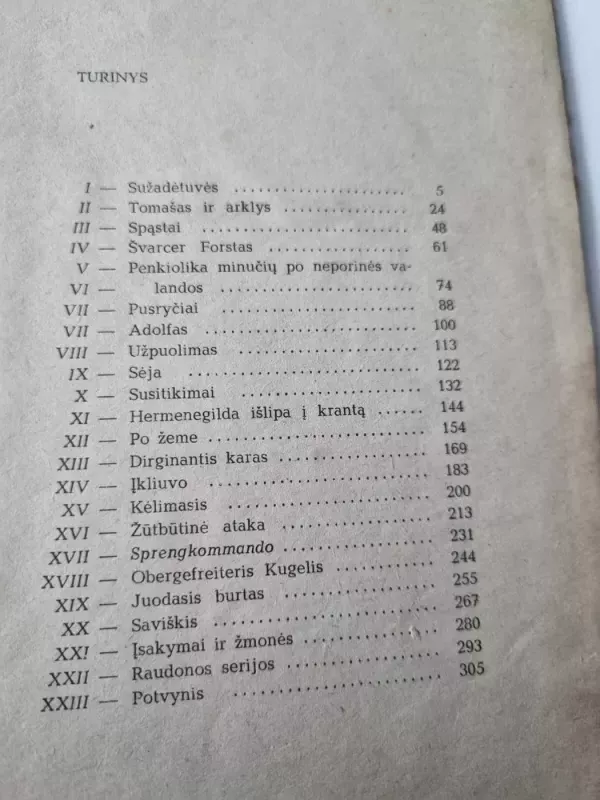 TURINYS
I — Sužadėtuvės 5
II — Tomašas ir arklys 24
III — Spąstai 48
IV — Švarcer Forstas 61
V — Penkiolika minučių po neporinės va-
VI — landos 74
VII — Pusryčiai 88
VII — Adolfas 100
VIII — Užpuolimas 113
IX — Sėja 122
X — Susitikimai 132
XI — Hermenegilda išlipa į krantą 144
XII — Po žeme 154
XIII — Dirginantis karas 169
XIV — Įkliuvo 183
XV — Kėlimasis 200
XVI — Žūtbūtinė ataka 213
XVII — Sprengkommando 231
XVIII — Obergefreiteris Kugelis 244
XIX — Juodasis burtas 255
XX — Saviškis 267
XXI — Įsakymai ir žmonės 280
XXII — Raudonos serijos 293
XXIII — Potvynis 305